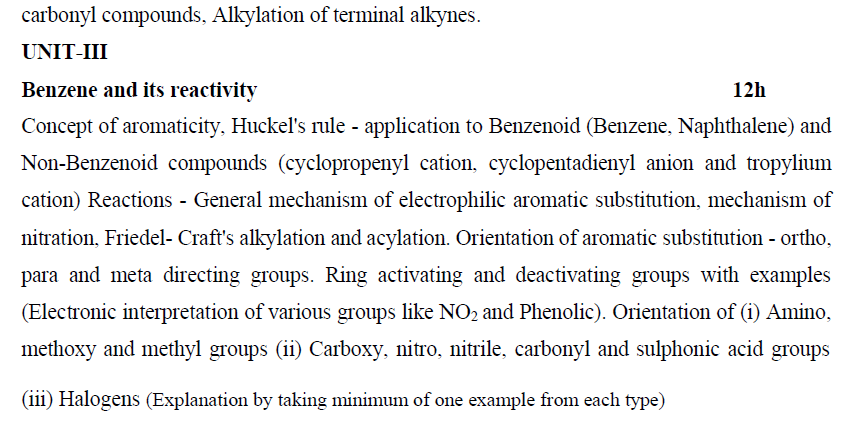 carbonyl compounds, Alkylation of terminal alkynes.
UNIT-III
Benzene and its reactivity 12h
Concept of aromaticity, Huckel's rule - application to Benzenoid (Benzene, Naphthalene) and
Non-Benzenoid compounds (cyclopropenyl cation, cyclopentadienyl anion and tropylium
cation) Reactions - General mechanism of electrophilic aromatic substitution, mechanism of
nitration, Friedel- Craft's alkylation and acylation. Orientation of aromatic substitution - ortho,
para and meta directing groups. Ring activating and deactivating groups with examples
(Electronic interpretation of various groups like NO₂ and Phenolic). Orientation of (i) Amino,
methoxy and methyl groups (ii) Carboxy, nitro, nitrile, carbonyl and sulphonic acid groups
(iii) Halogens (Explanation by taking minimum of one example from each type)